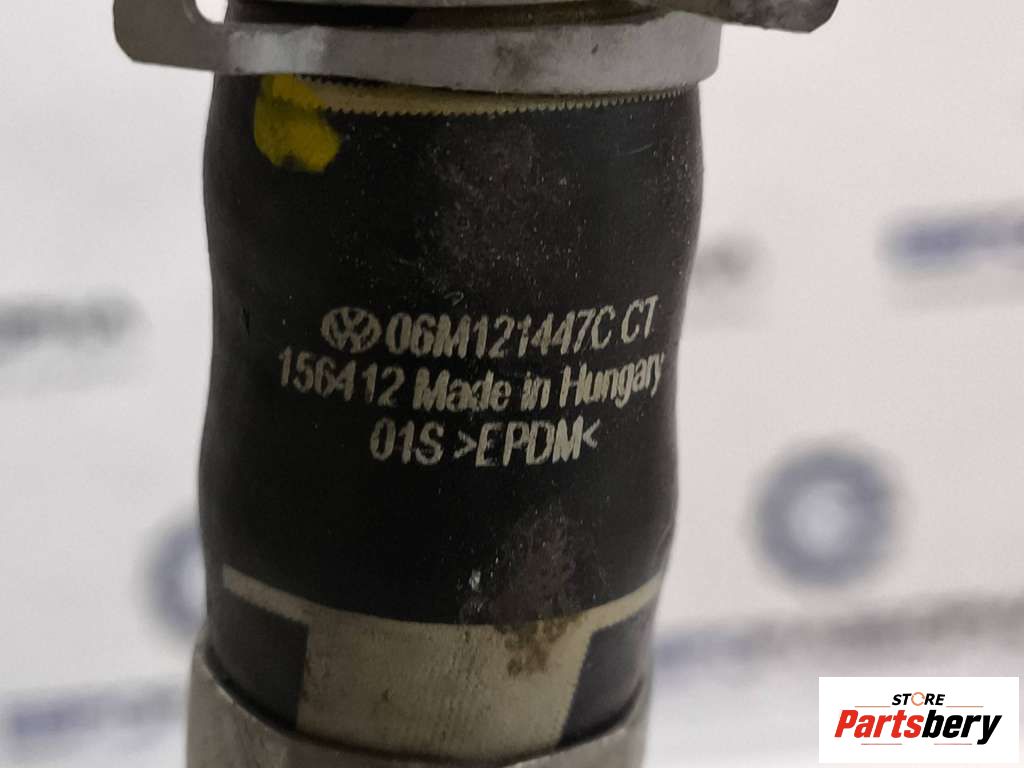 06M121447C CT
156412 Made in Hungary
01S >EPDM<
STORE
Partsbery